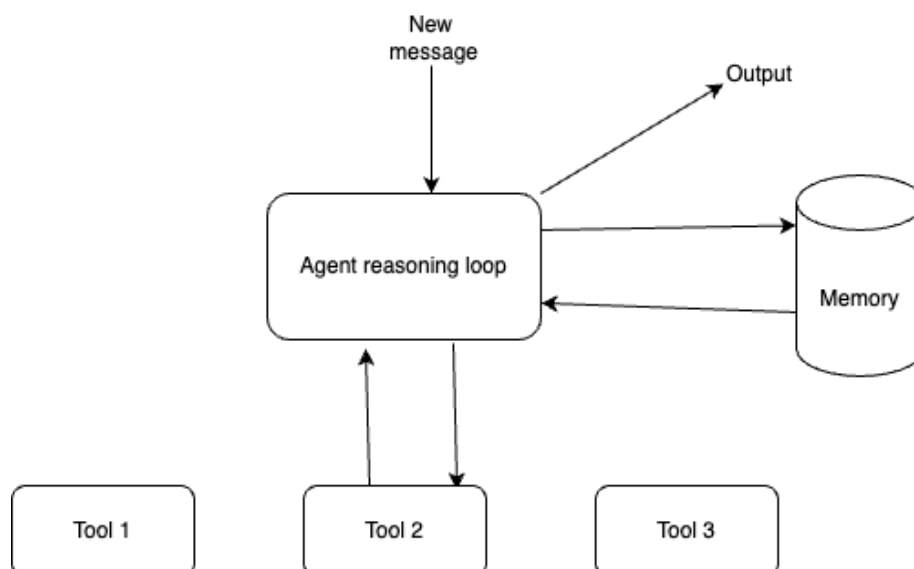 New
message
Output
Agent reasoning loop
Memory
Tool 1
Tool 2
Tool 3